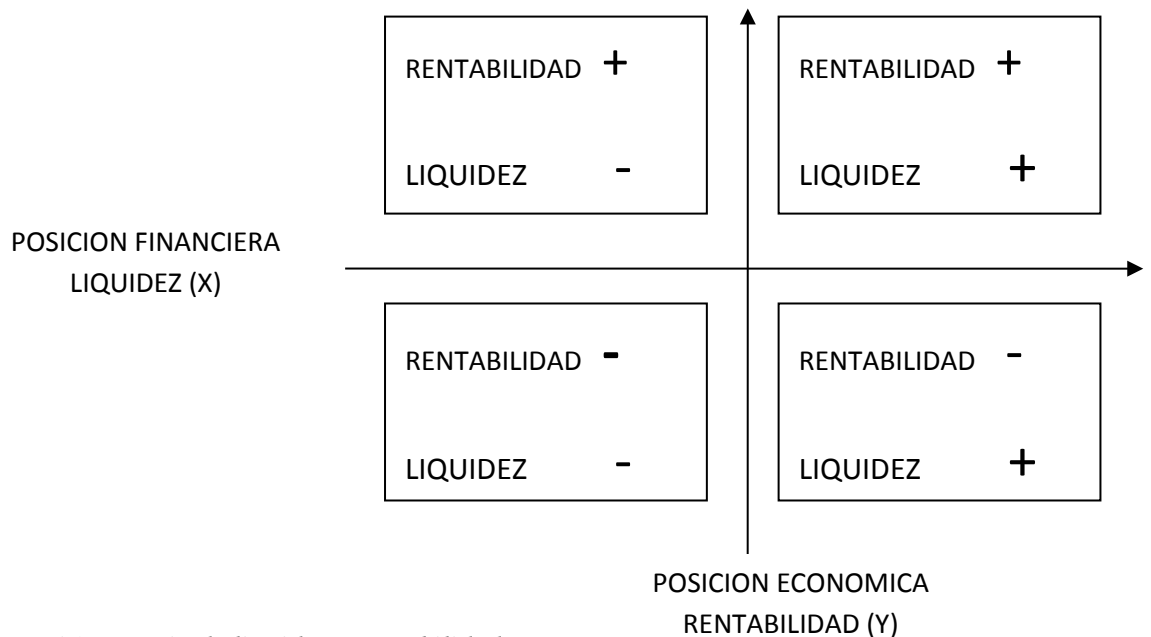 RENTABILIDAD +
LIQUIDEZ -
RENTABILIDAD +
LIQUIDEZ +
POSICION FINANCIERA
LIQUIDEZ (X)
RENTABILIDAD -
LIQUIDEZ -
RENTABILIDAD -
LIQUIDEZ +
POSICION ECONOMICA
RENTABILIDAD (Y)